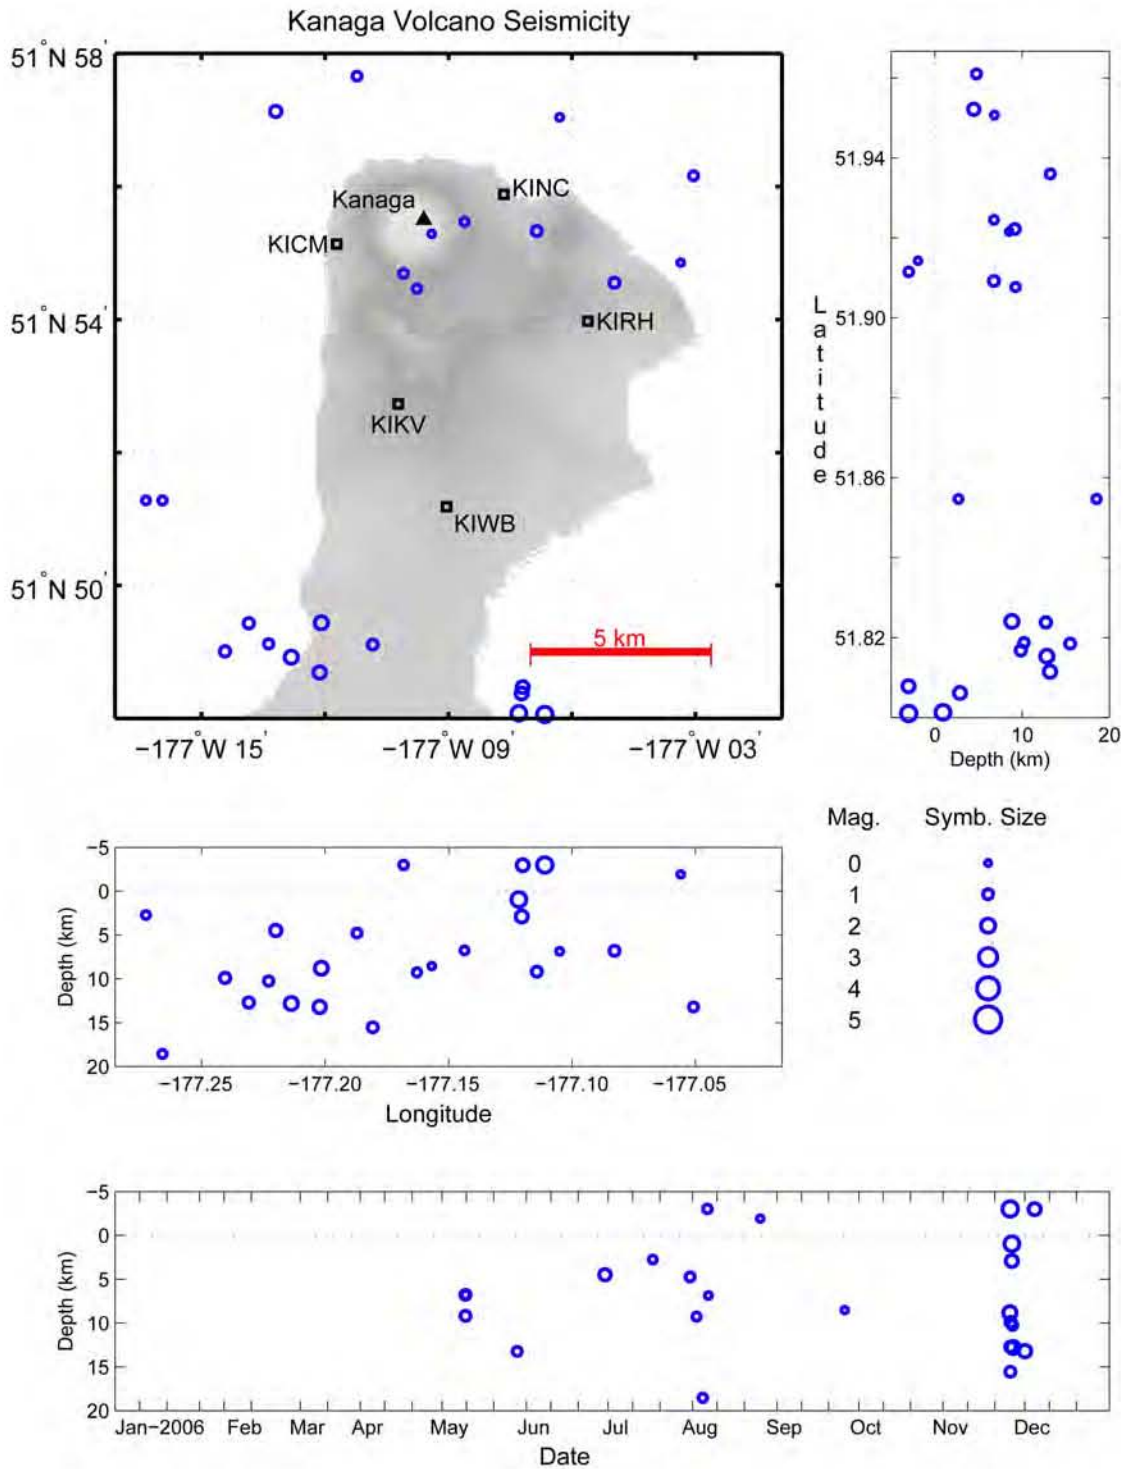 Kanaga Volcano Seismicity
51°N 58'
51°N 54'
51°N 50'
Kanaga
KINC
KICM
KIRH
KIKV
KIWB
5 km
−177°W 15'
−177°W 09'
−177°W 03'
Latitude
51.94
51.90
51.86
51.82
0 10 20
Depth (km)
Mag. Symb. Size
0
1
2
3
4
5
Depth (km)
−5
0
5
10
15
20
−177.25 −177.20 −177.15 −177.10 −177.05
Longitude
Depth (km)
−5
0
5
10
15
20
Jan−2006 Feb Mar Apr May Jun Jul Aug Sep Oct Nov Dec
Date